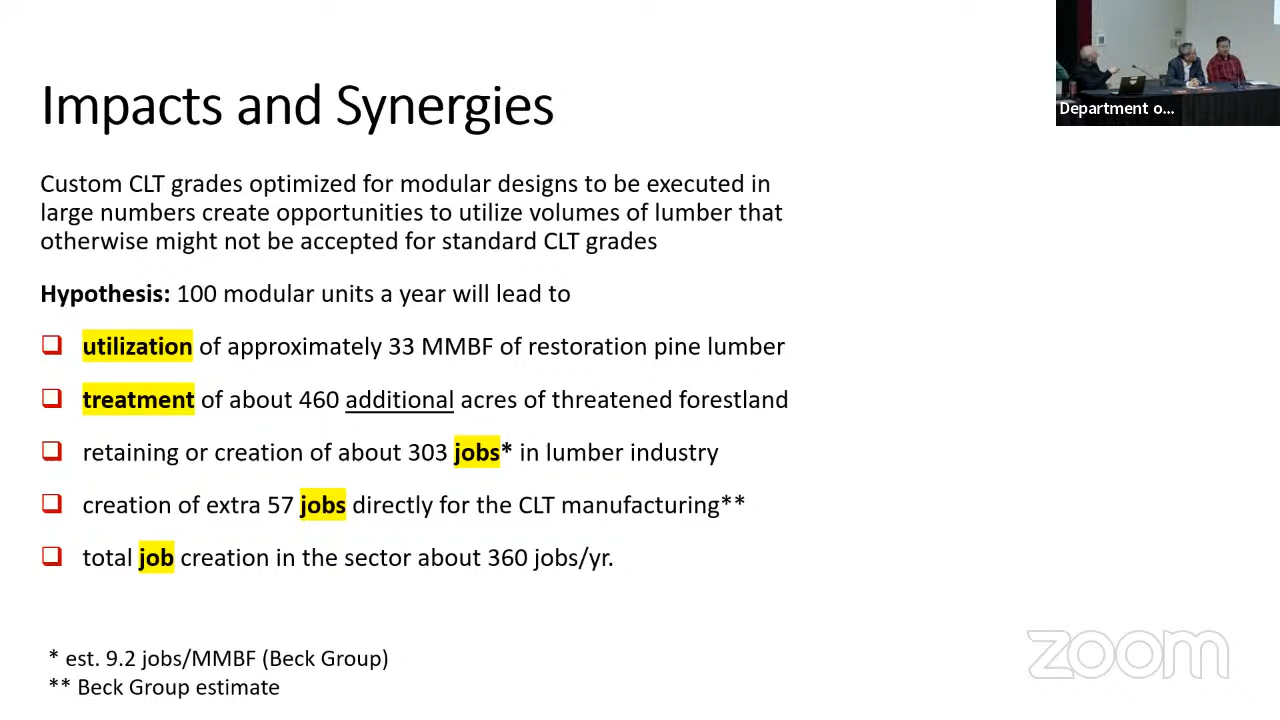 Impacts and Synergies
Department o...
Custom CLT grades optimized for modular designs to be executed in
large numbers create opportunities to utilize volumes of lumber that
otherwise might not be accepted for standard CLT grades
Hypothesis: 100 modular units a year will lead to
❑ utilization of approximately 33 MMBF of restoration pine lumber
❑ treatment of about 460 additional acres of threatened forestland
❑ retaining or creation of about 303 jobs* in lumber industry
❑ creation of extra 57 jobs directly for the CLT manufacturing**
❑ total job creation in the sector about 360 jobs/yr.
* est. 9.2 jobs/MMBF (Beck Group)
** Beck Group estimate
zoom